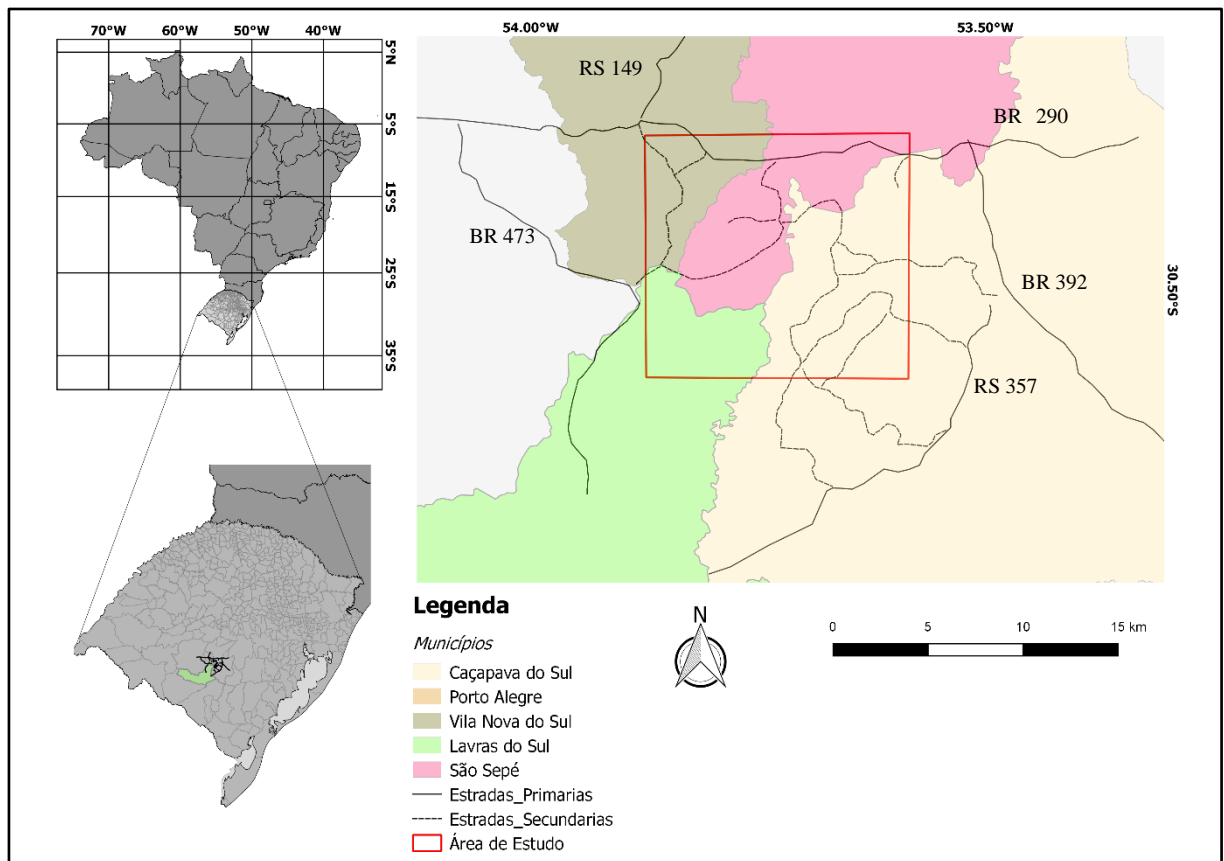 70°W 60°W 50°W 40°W
5°N
5°S
15°S
25°S
35°S
54.00°W 53.50°W
RS 149
BR 290
BR 473
30.50°S
BR 392
RS 357
Legenda
Municípios
Caçapava do Sul
Porto Alegre
Vila Nova do Sul
Lavras do Sul
São Sepé
Estradas_Primarias
Estradas_Secundarias
Área de Estudo
N
0 5 10 15 km